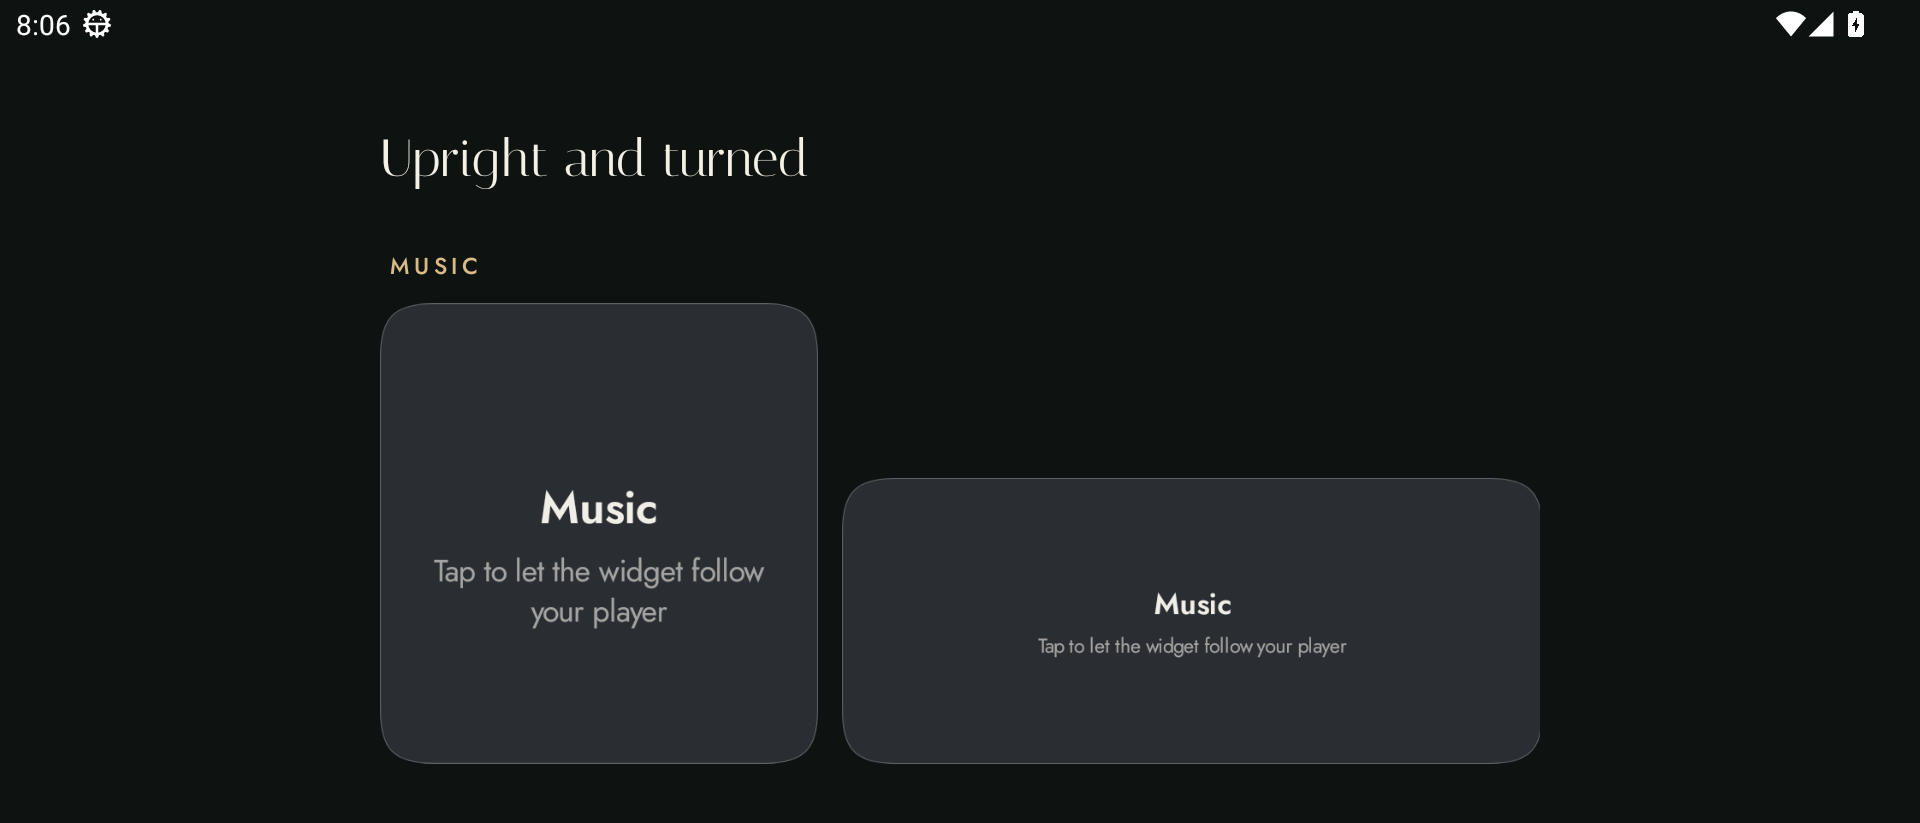 8:06
Upright and turned
MUSIC
Music
Tap to let the widget follow
your player
Music
Tap to let the widget follow your player